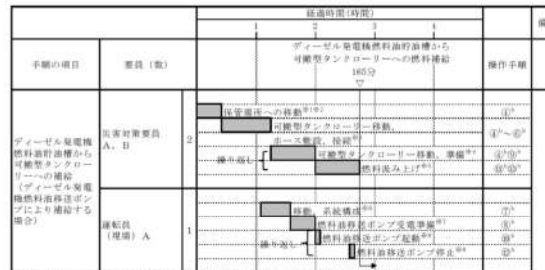 経過時間(時間)
備
1 2 3 4
手順の項目
要員(数)
ディーゼル発電機燃料油貯油槽から
可搬型タンクローリーへの燃料補給
165分
操作手順
ディーゼル発電機
燃料油貯油槽から
可搬型タンクロー
リーへの補給
(ディーゼル発電
機燃料油移送ポン
プにより補給する
場合)
災害対策要員
A、B
2
保管場所への移動
可搬型タンクローリー移動、
ホース敷設、接続
繰り返し
可搬型タンクローリー移動、準備
燃料汲み上げ
運転員
(現場)A
1
移動、系統構成
燃料油移送ポンプ受電準備
燃料油移送ポンプ起動
繰り返し
燃料油移送ポンプ停止